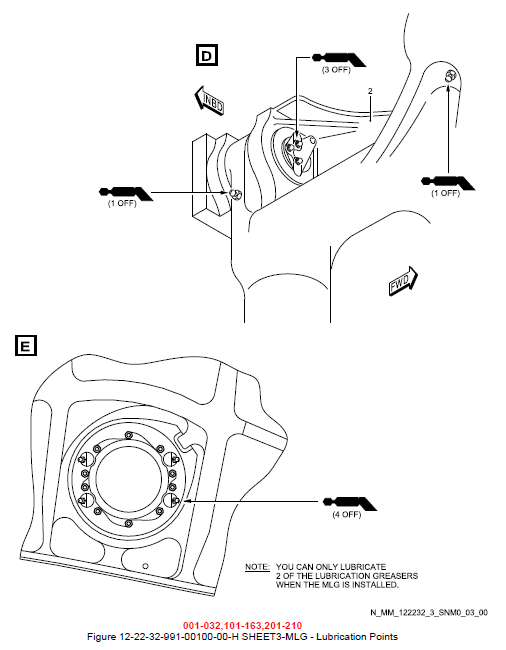 D
(3 OFF)
2
INBD
(1 OFF)
(1 OFF)
FWD
E
(4 OFF)
NOTE: YOU CAN ONLY LUBRICATE
2 OF THE LUBRICATION GREASERS
WHEN THE MLG IS INSTALLED.
N_MM_122232_3_SNM0_03_00
001-032,101-163,201-210
Figure 12-22-32-991-00100-00-H SHEET3-MLG - Lubrication Points